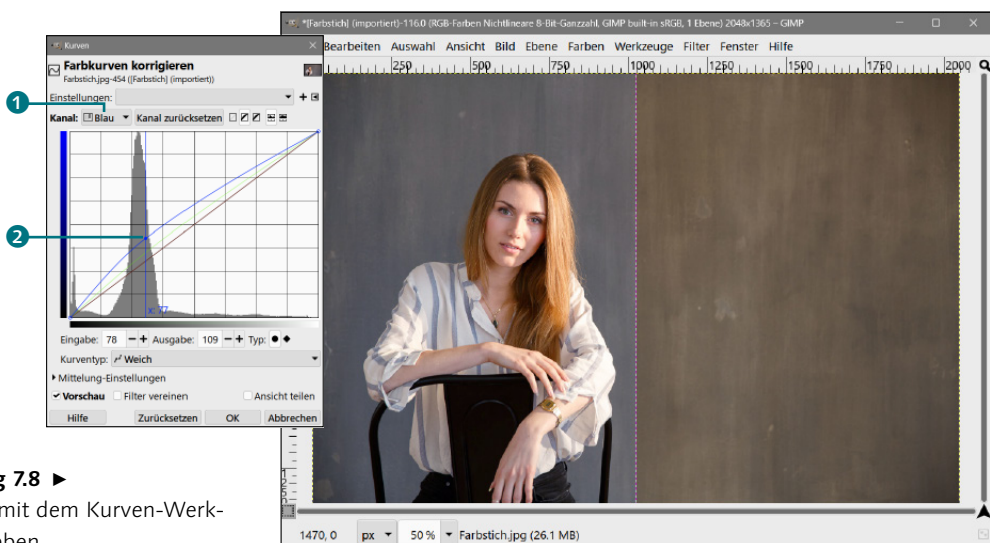 *[Farbstich] (importiert)-116.0 (RGB-Farben Nichtlineare 8-Bit-Ganzzahl, GIMP built-in sRGB, 1 Ebene) 2048x1365 – GIMP
Bearbeiten Auswahl Ansicht Bild Ebene Farben Werkzeuge Filter Fenster Hilfe
250 500 750 1000 1250 1500 1750 2000
Kurven
Farbkurven korrigieren
Farbstich.jpg-454 ([Farbstich] (importiert))
Einstellungen:
1
Kanal: Blau Kanal zurücksetzen
2
x: 77
Eingabe: 78 Ausgabe: 109 Typ:
Kurventyp: Weich
Mittelung-Einstellungen
Vorschau Filter vereinen Ansicht teilen
Hilfe Zurücksetzen OK Abbrechen
g 7.8 ►
mit dem Kurven-Werk-
1470, 0 px 50 % Farbstich.jpg (26.1 MB)